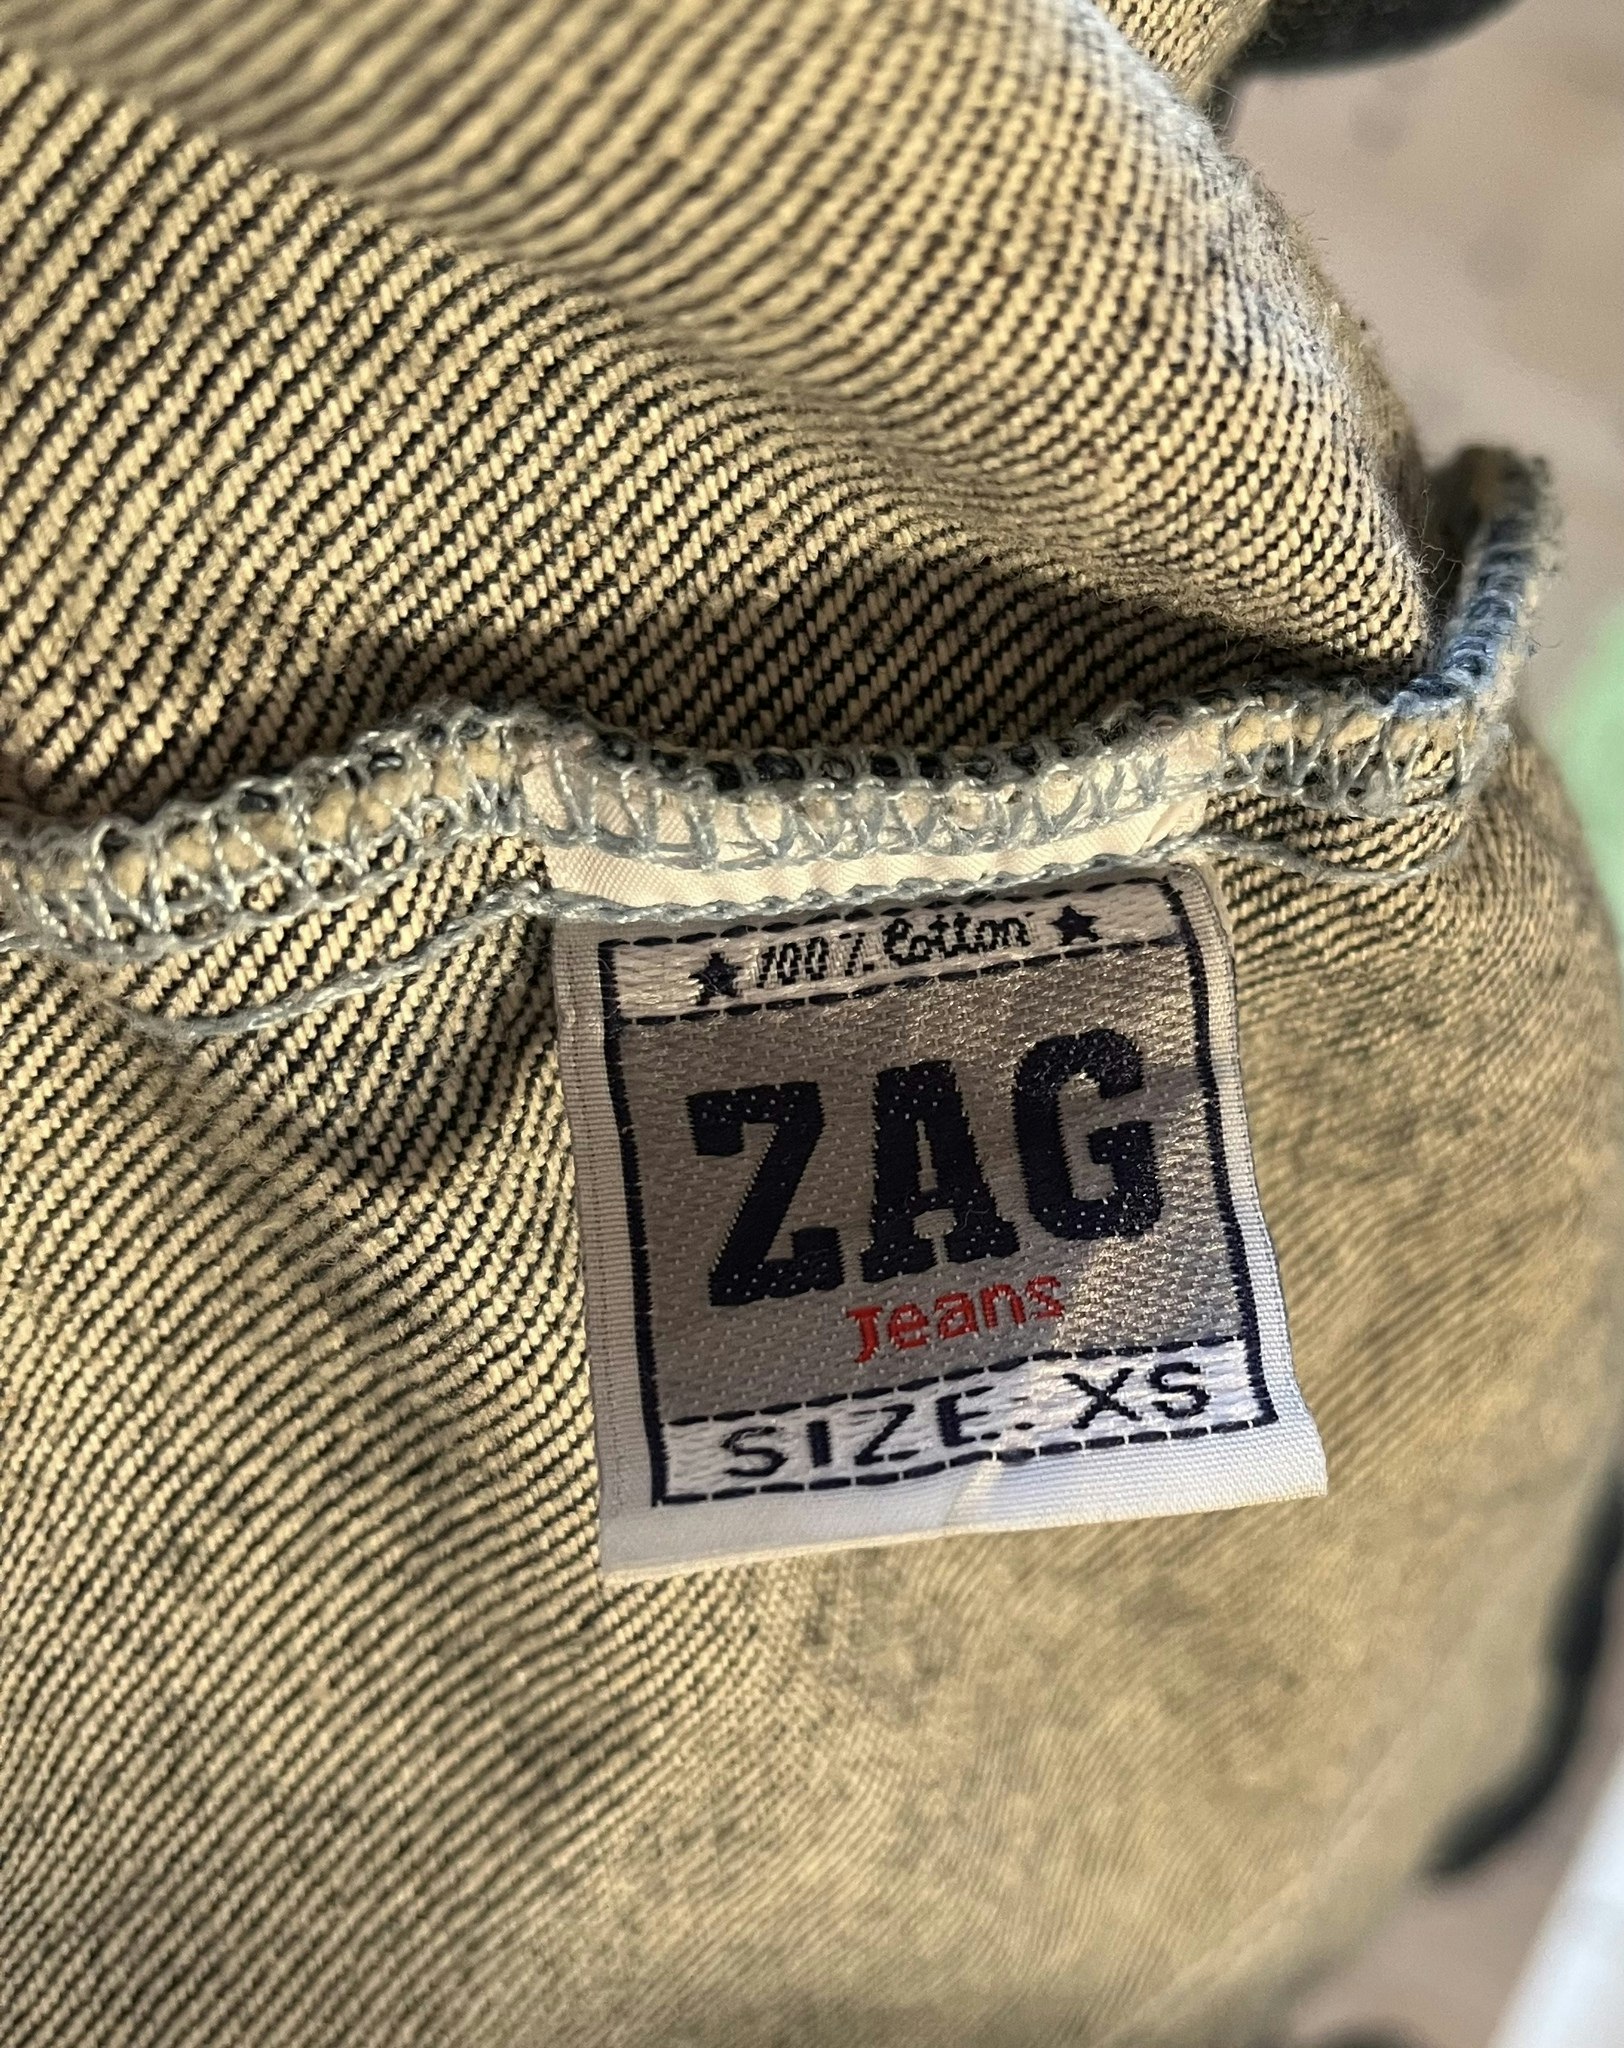 100% Cotton
ZAG
Jeans
SIZE. XS